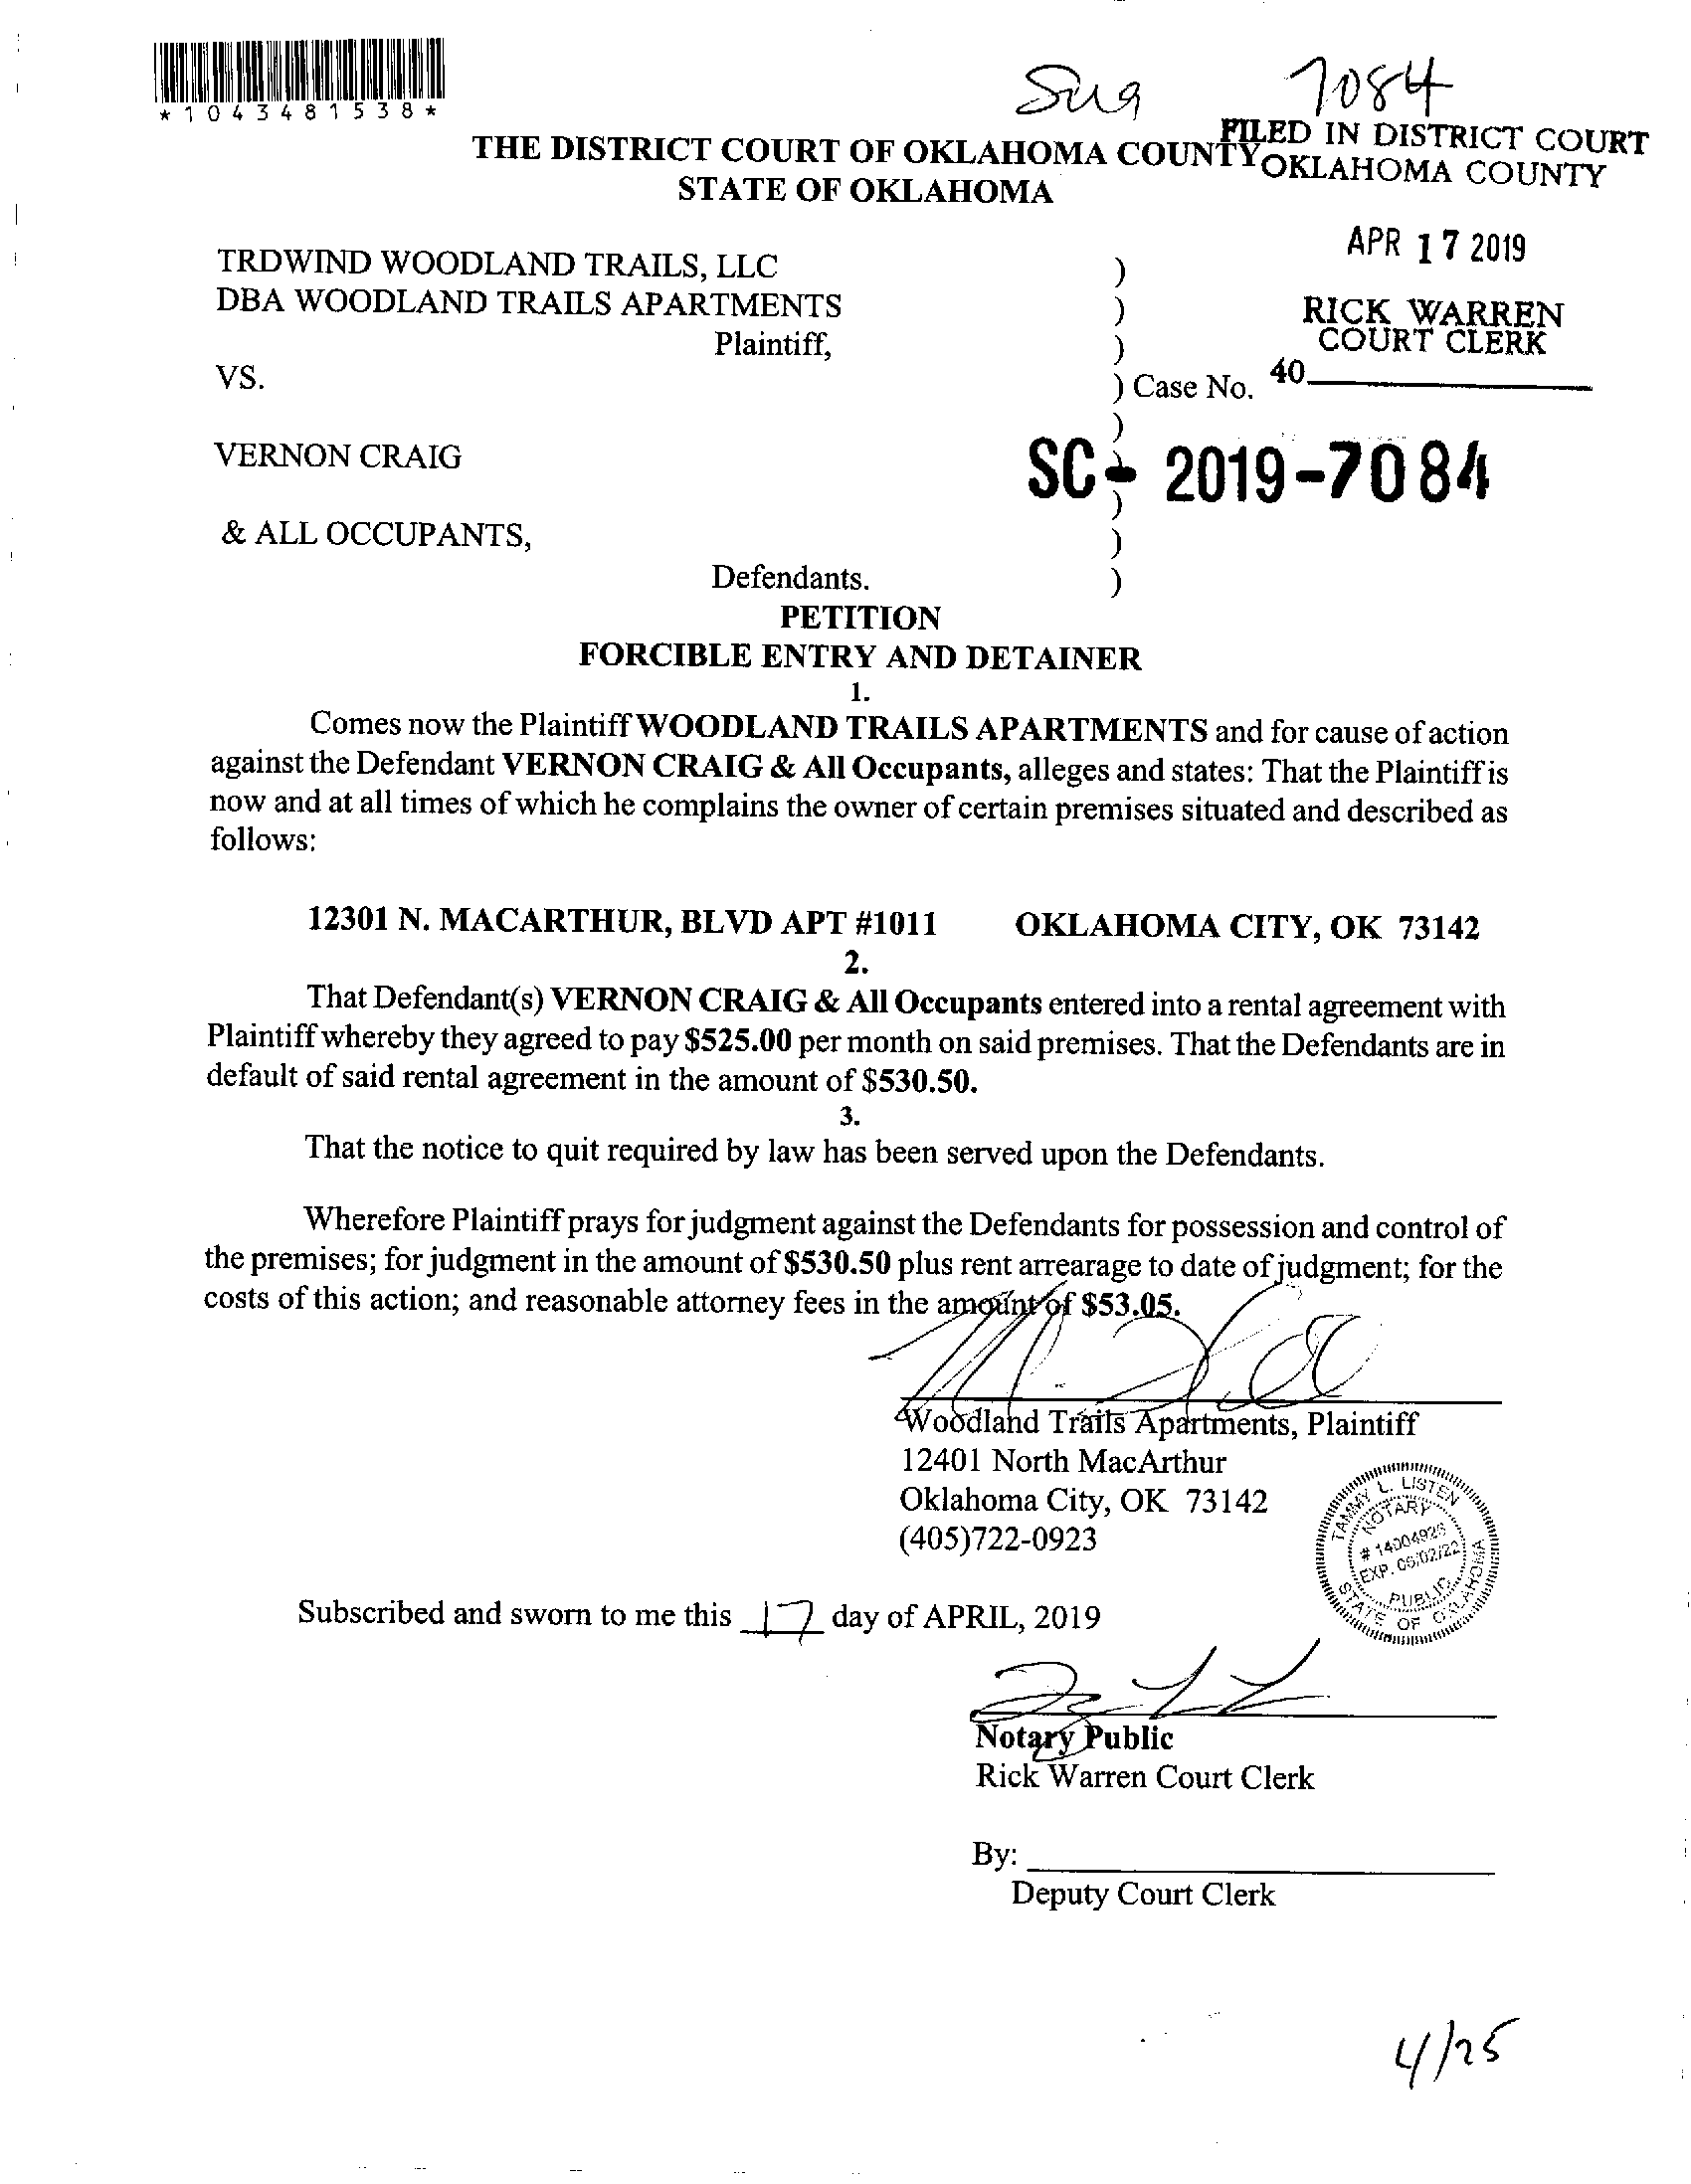 *1043481538*
Sug 7084
THE DISTRICT COURT OF OKLAHOMA COUNTY
STATE OF OKLAHOMA
FILED IN DISTRICT COURT
OKLAHOMA COUNTY
APR 17 2019
RICK WARREN
COURT CLERK
40
TRDWIND WOODLAND TRAILS, LLC )
DBA WOODLAND TRAILS APARTMENTS )
Plaintiff, )
VS. ) Case No.
)
VERNON CRAIG ) SC- 2019-7084
)
& ALL OCCUPANTS, )
Defendants. )
PETITION
FORCIBLE ENTRY AND DETAINER
1.
Comes now the Plaintiff WOODLAND TRAILS APARTMENTS and for cause of action
against the Defendant VERNON CRAIG & All Occupants, alleges and states: That the Plaintiff is
now and at all times of which he complains the owner of certain premises situated and described as
follows:
12301 N. MACARTHUR, BLVD APT #1011 OKLAHOMA CITY, OK 73142
2.
That Defendant(s) VERNON CRAIG & All Occupants entered into a rental agreement with
Plaintiff whereby they agreed to pay $525.00 per month on said premises. That the Defendants are in
default of said rental agreement in the amount of $530.50.
3.
That the notice to quit required by law has been served upon the Defendants.
Wherefore Plaintiff prays for judgment against the Defendants for possession and control of
the premises; for judgment in the amount of $530.50 plus rent arrearage to date of judgment; for the
costs of this action; and reasonable attorney fees in the amount of $53.05.
Woodland Trails Apartments, Plaintiff
12401 North MacArthur
Oklahoma City, OK 73142
(405)722-0923
TAMMY L. LISTEN
NOTARY
# 14004926
EXP. 05/02/22
PUBLIC
STATE OF OKLAHOMA
Subscribed and sworn to me this 17 day of APRIL, 2019
Notary Public
Rick Warren Court Clerk
By:
Deputy Court Clerk
4/25